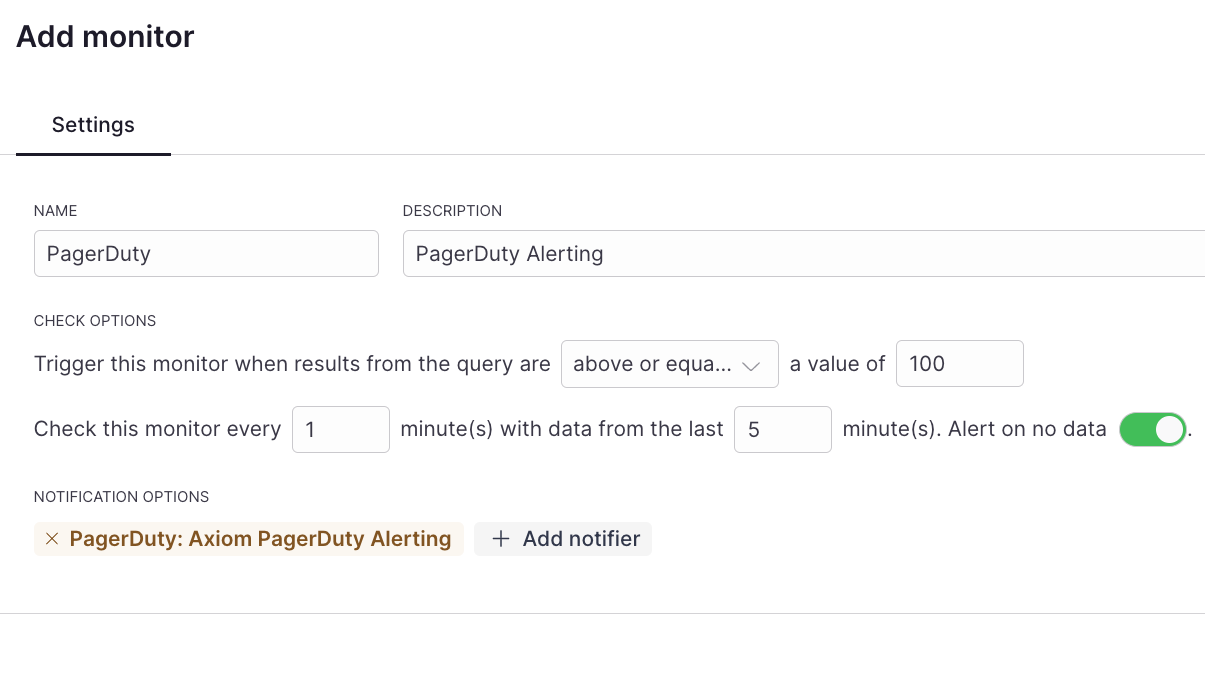 Add monitor
Settings
NAME
DESCRIPTION
PagerDuty
PagerDuty Alerting
CHECK OPTIONS
Trigger this monitor when results from the query are above or equa... a value of 100
Check this monitor every 1 minute(s) with data from the last 5 minute(s). Alert on no data .
NOTIFICATION OPTIONS
× PagerDuty: Axiom PagerDuty Alerting + Add notifier